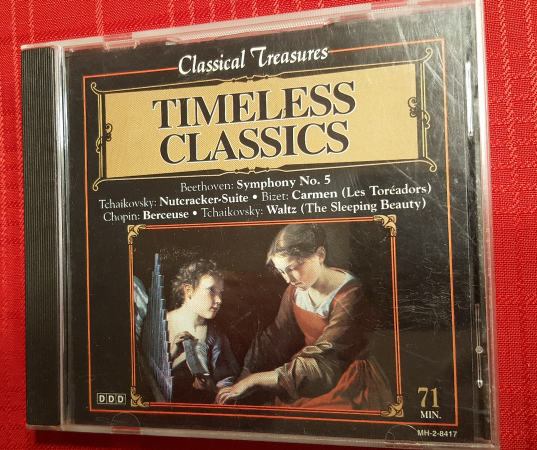 Classical Treasures
TIMELESS
CLASSICS
Beethoven: Symphony No. 5
Tchaikovsky: Nutcracker-Suite • Bizet: Carmen (Les Toréadors)
Chopin: Berceuse • Tchaikovsky: Waltz (The Sleeping Beauty)
DDD
71
MIN.
MH-2-8417